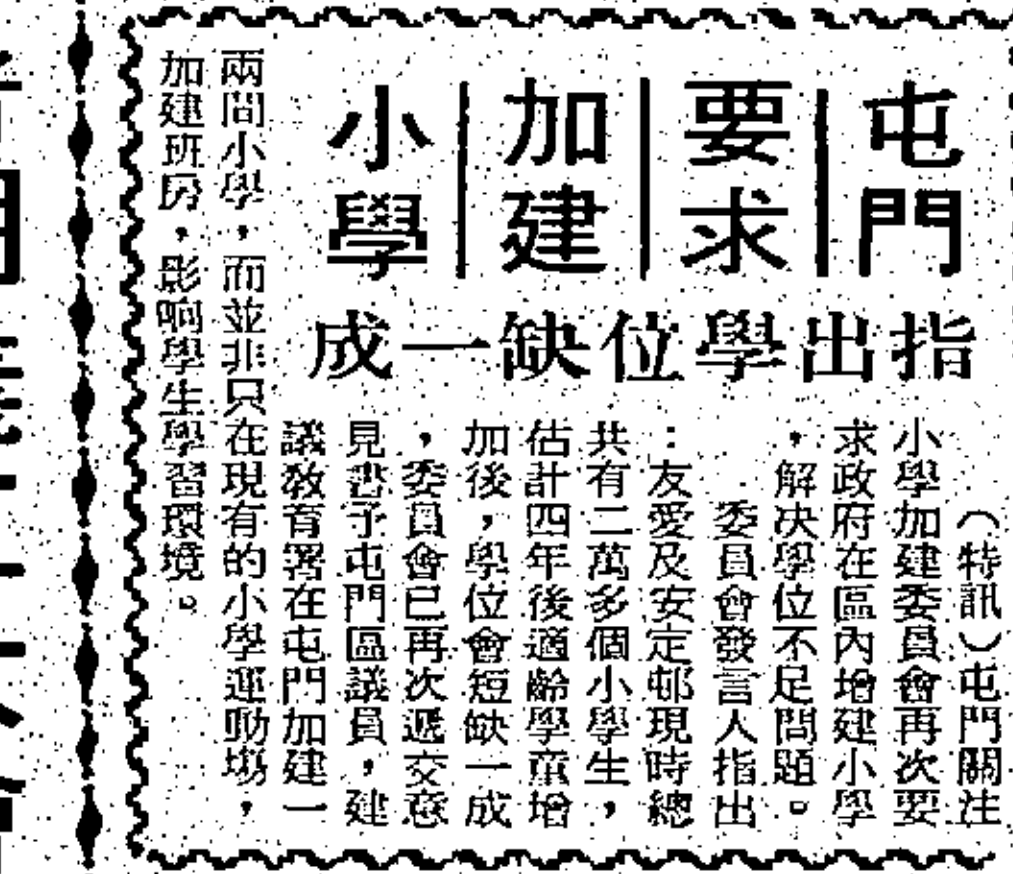 屯門
要求
加建
小學
指出學位缺一成
（特訊）屯門關注
小學加建委員會再次要
求政府在區內增建小學
，解決學位不足問題。
委員會發言人指出
：友愛及安定邨現時總
共有二萬多個小學生，
估計四年後適齡學童增
加後，學位會短缺一成
，委員會已再次遞交意
見書予屯門區議員，建
議教育署在屯門加建一
兩間小學，而並非只在現有的小學運動場，
加建班房，影响學生學習環境。